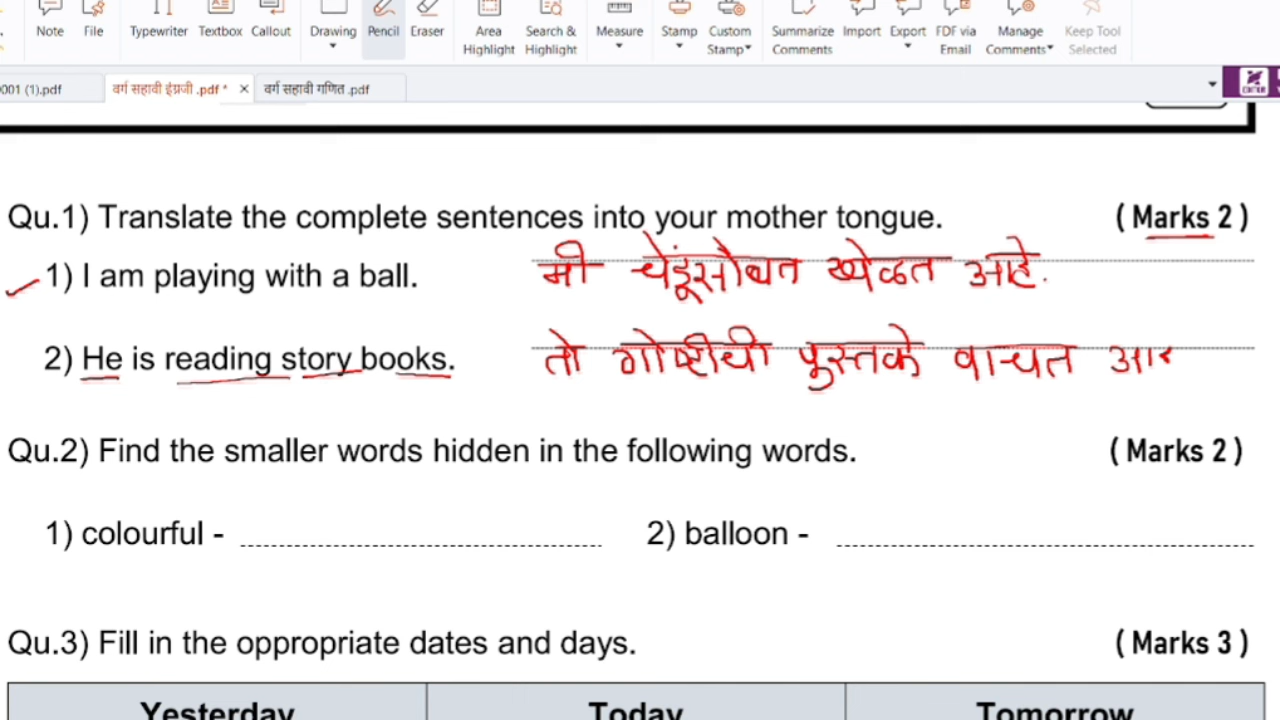 Note File Typewriter Textbox Callout Drawing Pencil Eraser Area Highlight Search & Highlight Measure Stamp Custom Stamp Summarize Comments Import Export FDF via Email Manage Comments Keep Tool Selected
001 (1).pdf वर्ग सहावी इंग्रजी .pdf * × वर्ग सहावी गणित .pdf
Qu.1) Translate the complete sentences into your mother tongue. ( Marks 2 )
1) I am playing with a ball. मी चेंडूसोबत खेळत आहे.
2) He is reading story books. तो गोष्टीची पुस्तके वाचत
Qu.2) Find the smaller words hidden in the following words. ( Marks 2 )
1) colourful - 2) balloon -
Qu.3) Fill in the oppropriate dates and days. ( Marks 3 )
Yesterday Today Tomorrow